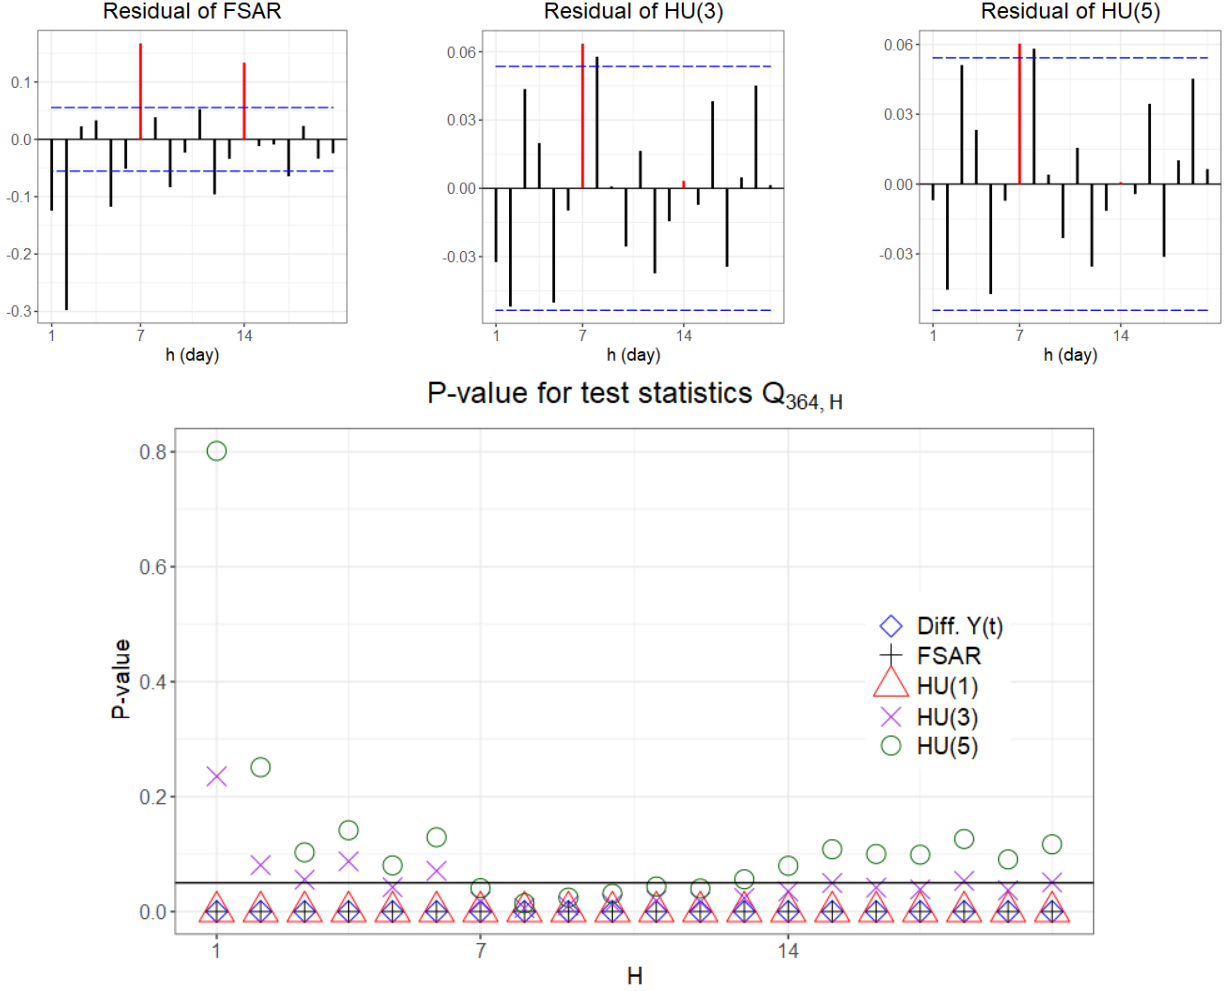 Residual of FSAR
0.1
0.0
-0.1
-0.2
-0.3
1 7 14
h (day)
Residual of HU(3)
0.06
0.03
0.00
-0.03
1 7 14
h (day)
Residual of HU(5)
0.06
0.03
0.00
-0.03
1 7 14
h (day)
P-value for test statistics Q364, H
P-value
0.8
0.6
0.4
0.2
0.0
1 7 14
H
Diff. Y(t)
FSAR
HU(1)
HU(3)
HU(5)